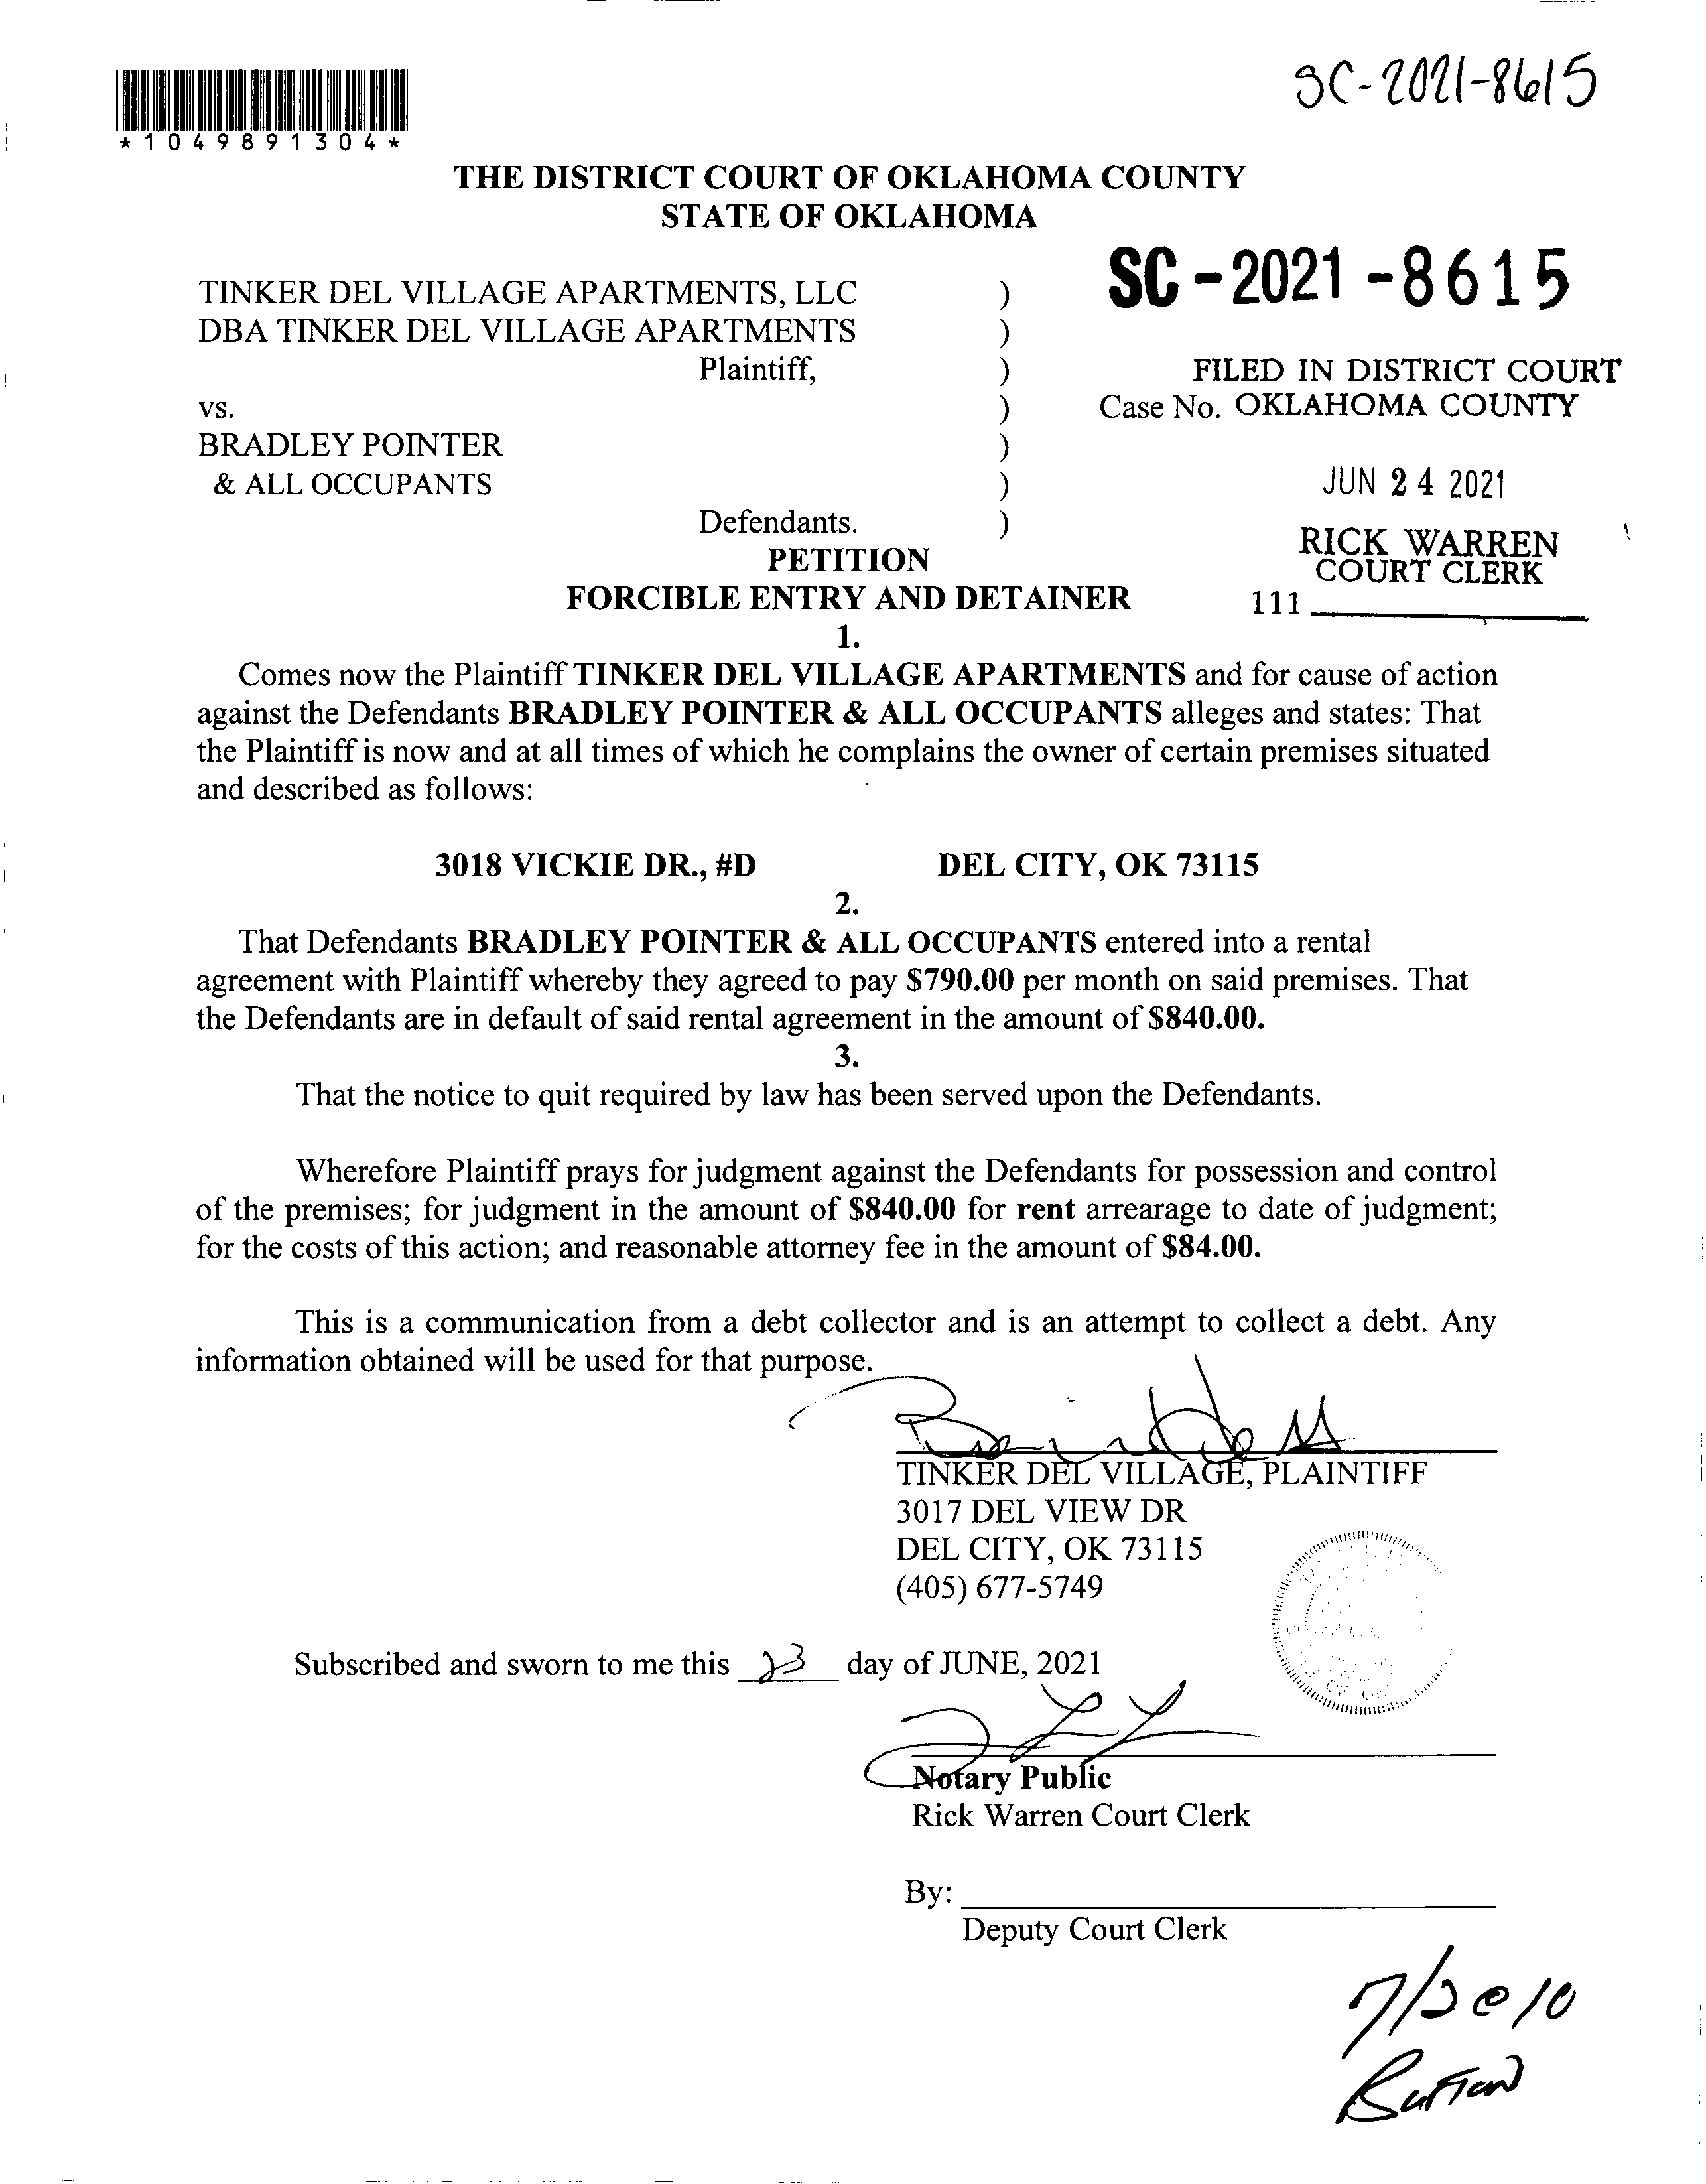 SC-2021-8615
*1049891304*
THE DISTRICT COURT OF OKLAHOMA COUNTY
STATE OF OKLAHOMA
SC-2021-8615
TINKER DEL VILLAGE APARTMENTS, LLC )
DBA TINKER DEL VILLAGE APARTMENTS )
Plaintiff, )
FILED IN DISTRICT COURT
vs. )
Case No. OKLAHOMA COUNTY
BRADLEY POINTER )
& ALL OCCUPANTS )
JUN 24 2021
Defendants. )
RICK WARREN
COURT CLERK
111
PETITION
FORCIBLE ENTRY AND DETAINER
1.
Comes now the Plaintiff TINKER DEL VILLAGE APARTMENTS and for cause of action
against the Defendants BRADLEY POINTER & ALL OCCUPANTS alleges and states: That
the Plaintiff is now and at all times of which he complains the owner of certain premises situated
and described as follows:
3018 VICKIE DR., #D DEL CITY, OK 73115
2.
That Defendants BRADLEY POINTER & ALL OCCUPANTS entered into a rental
agreement with Plaintiff whereby they agreed to pay $790.00 per month on said premises. That
the Defendants are in default of said rental agreement in the amount of $840.00.
3.
That the notice to quit required by law has been served upon the Defendants.
Wherefore Plaintiff prays for judgment against the Defendants for possession and control
of the premises; for judgment in the amount of $840.00 for rent arrearage to date of judgment;
for the costs of this action; and reasonable attorney fee in the amount of $84.00.
This is a communication from a debt collector and is an attempt to collect a debt. Any
information obtained will be used for that purpose.
TINKER DEL VILLAGE, PLAINTIFF
3017 DEL VIEW DR
DEL CITY, OK 73115
(405) 677-5749
Subscribed and sworn to me this 23 day of JUNE, 2021
Notary Public
Rick Warren Court Clerk
By:
Deputy Court Clerk
7/2 @ 10